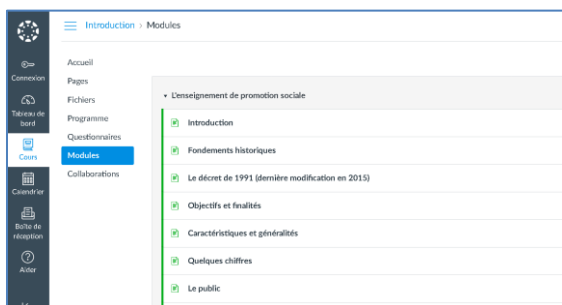 Introduction › Modules
Connexion
Tableau de
bord
Cours
Calendrier
Boîte de
réception
Aider
Accueil
Pages
Fichiers
Programme
Questionnaires
Modules
Collaborations
L'enseignement de promotion sociale
Introduction
Fondements historiques
Le décret de 1991 (dernière modification en 2015)
Objectifs et finalités
Caractéristiques et généralités
Quelques chiffres
Le public